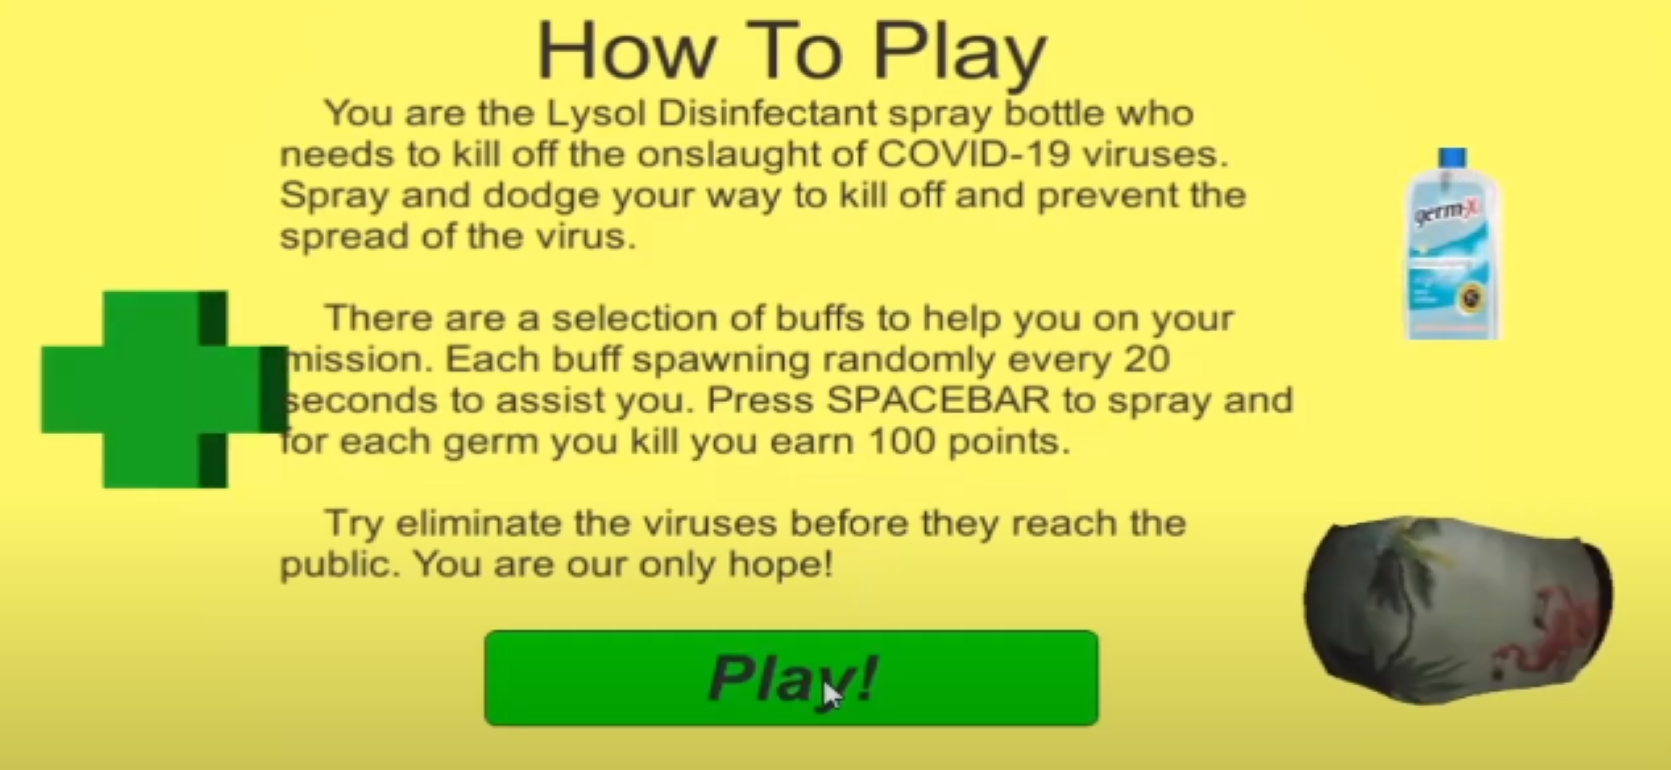 How To Play
You are the Lysol Disinfectant spray bottle who
needs to kill off the onslaught of COVID-19 viruses.
Spray and dodge your way to kill off and prevent the
spread of the virus.
There are a selection of buffs to help you on your
mission. Each buff spawning randomly every 20
seconds to assist you. Press SPACEBAR to spray and
for each germ you kill you earn 100 points.
Try eliminate the viruses before they reach the
public. You are our only hope!
Play!
germ-X